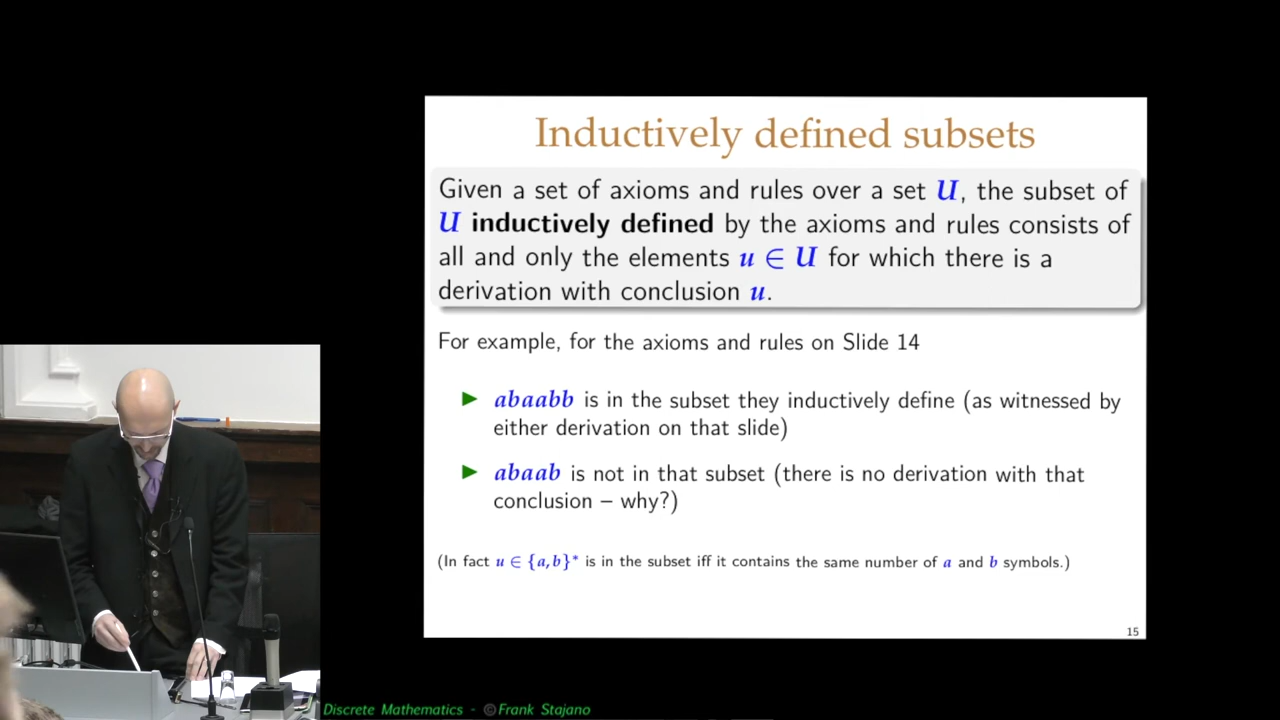 Inductively defined subsets
Given a set of axioms and rules over a set U, the subset of
U inductively defined by the axioms and rules consists of
all and only the elements u ∈ U for which there is a
derivation with conclusion u.
For example, for the axioms and rules on Slide 14
► abaabb is in the subset they inductively define (as witnessed by
either derivation on that slide)
► abaab is not in that subset (there is no derivation with that
conclusion – why?)
(In fact u ∈ {a,b}* is in the subset iff it contains the same number of a and b symbols.)
15
Discrete Mathematics - ©Frank Stajano